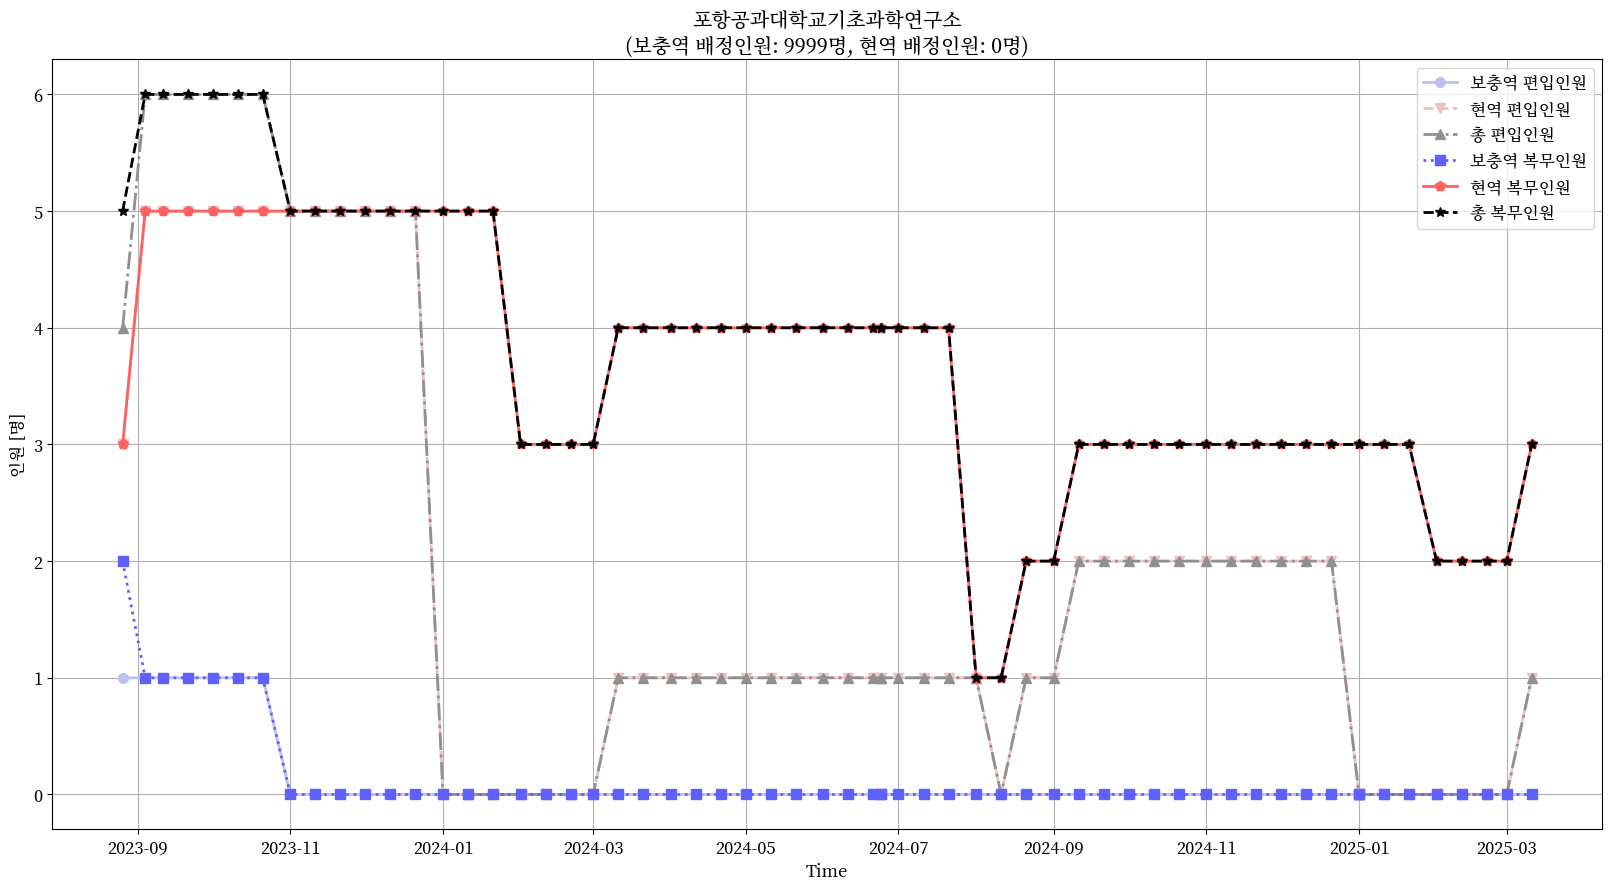 포항공과대학교기초과학연구소
(보충역 배정인원: 9999명, 현역 배정인원: 0명)
보충역 편입인원
현역 편입인원
총 편입인원
보충역 복무인원
현역 복무인원
총 복무인원
인원 [명]
6
5
4
3
2
1
0
2023-09
2023-11
2024-01
2024-03
2024-05
2024-07
2024-09
2024-11
2025-01
2025-03
Time